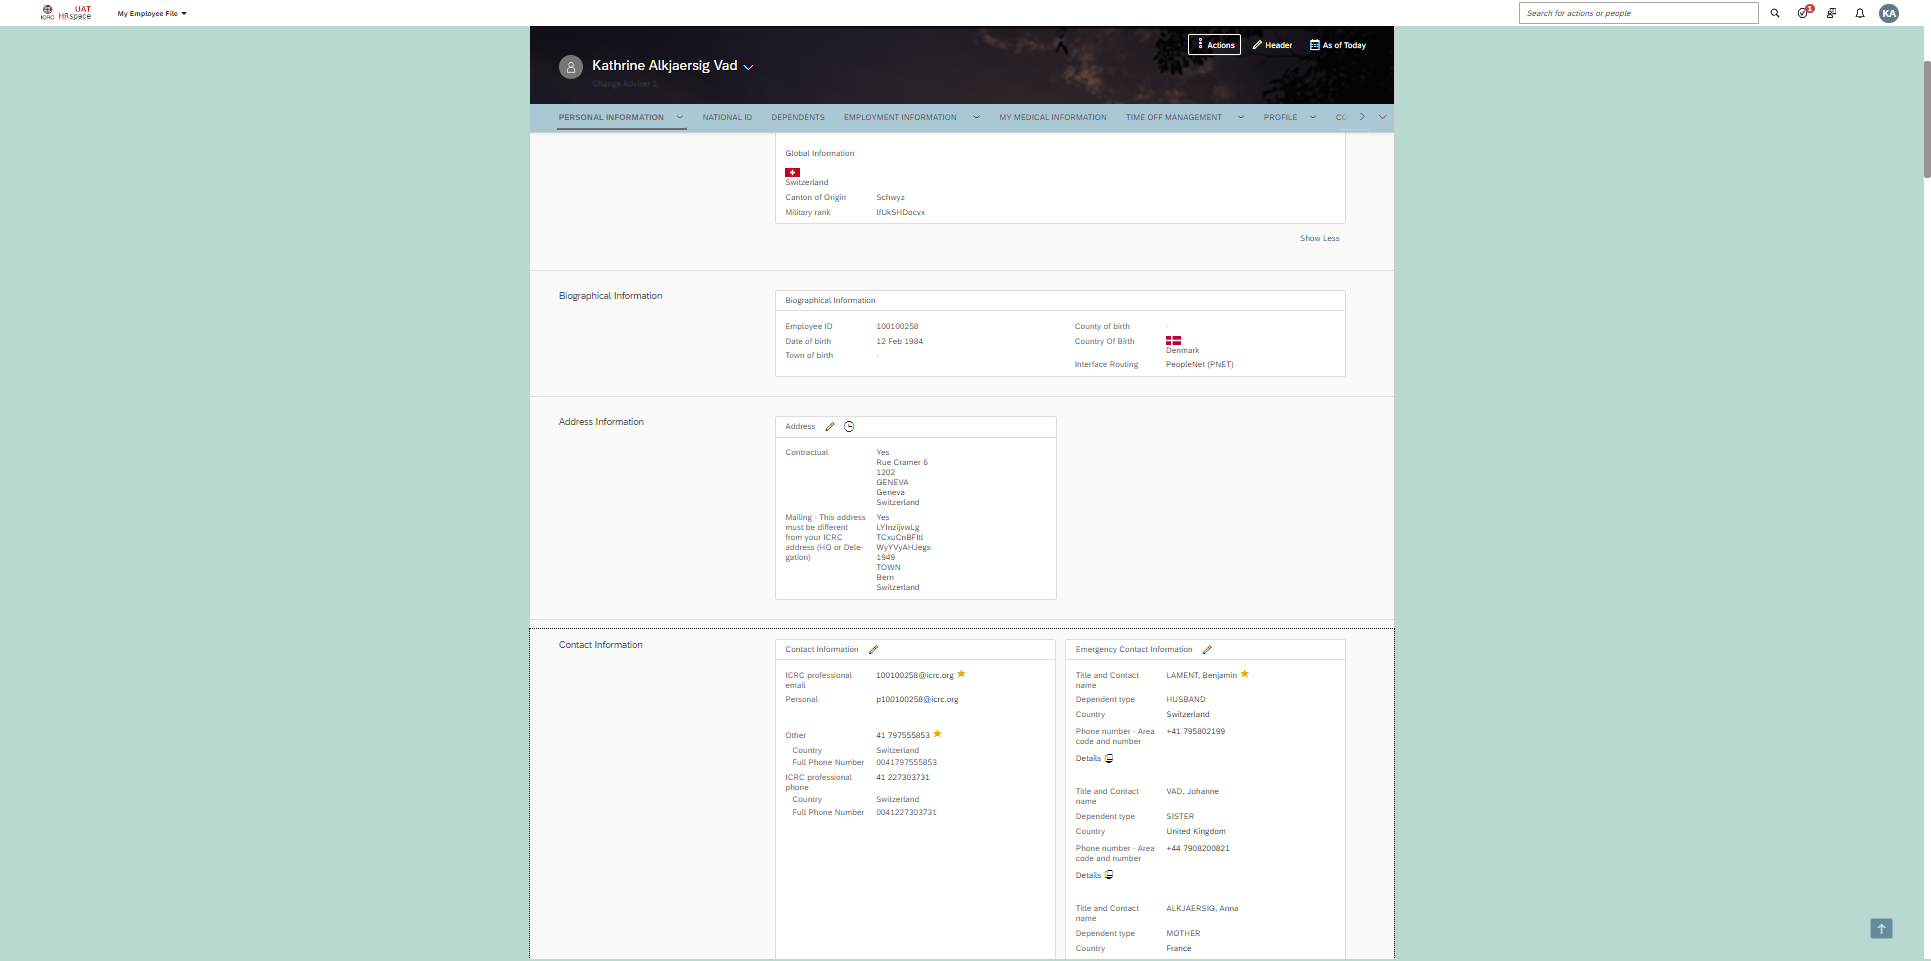 ICRC
UAT
HRspace
My Employee File
Search for actions or people
1
KA
Actions
Header
As of Today
Kathrine Alkjaersig Vad
Change Adviser 1
PERSONAL INFORMATION
NATIONAL ID
DEPENDENTS
EMPLOYMENT INFORMATION
MY MEDICAL INFORMATION
TIME OFF MANAGEMENT
PROFILE
CO
Global Information
Switzerland
Canton of Origin Schwyz
Military rank IfUkSHDocvx
Show Less
Biographical Information
Biographical Information
Employee ID 100100258
Date of birth 12 Feb 1984
Town of birth -
County of birth -
Country Of Birth
Denmark
Interface Routing PeopleNet (PNET)
Address Information
Address
Contractual Yes
Rue Cramer 6
1202
GENEVA
Geneva
Switzerland
Mailing - This address Yes
must be different LYInzijvwLg
from your ICRC TCxuCnBFItl
address (HQ or Dele- WyYVyAHJegs
gation) 1949
TOWN
Bern
Switzerland
Contact Information
Contact Information
ICRC professional 100100258@icrc.org
email
Personal p100100258@icrc.org
Other 41 797555853
Country Switzerland
Full Phone Number 0041797555853
ICRC professional 41 227303731
phone
Country Switzerland
Full Phone Number 0041227303731
Emergency Contact Information
Title and Contact LAMENT, Benjamin
name
Dependent type HUSBAND
Country Switzerland
Phone number - Area +41 795802199
code and number
Details
Title and Contact VAD, Johanne
name
Dependent type SISTER
Country United Kingdom
Phone number - Area +44 7908200821
code and number
Details
Title and Contact ALKJAERSIG, Anna
name
Dependent type MOTHER
Country France